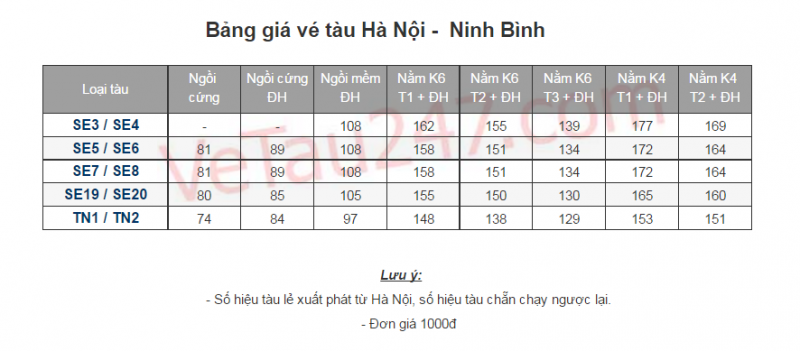 Bảng giá vé tàu Hà Nội - Ninh Bình
Loại tàu Ngồi cứng Ngồi cứng ĐH Ngồi mềm ĐH Nằm K6 T1 + ĐH Nằm K6 T2 + ĐH Nằm K6 T3 + ĐH Nằm K4 T1 + ĐH Nằm K4 T2 + ĐH
SE3 / SE4 - - 108 162 155 139 177 169
SE5 / SE6 81 89 108 158 151 134 172 164
SE7 / SE8 81 89 108 158 151 134 172 164
SE19 / SE20 80 85 105 155 150 130 165 160
TN1 / TN2 74 84 97 148 138 129 153 151
VeTau247.com
Lưu ý:
- Số hiệu tàu lẻ xuất phát từ Hà Nội, số hiệu tàu chẵn chạy ngược lại.
- Đơn giá 1000đ